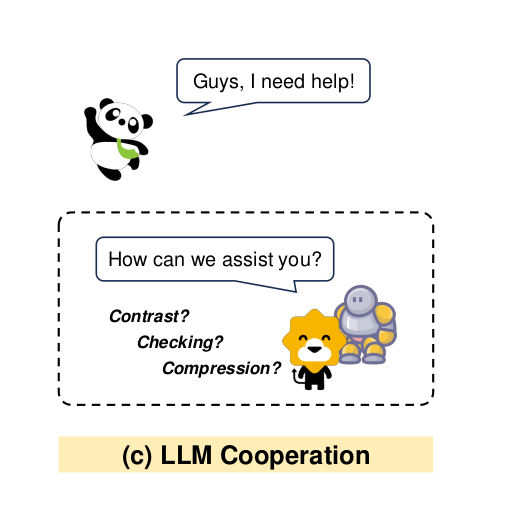 Guys, I need help!
How can we assist you?
Contrast?
Checking?
Compression?
(c) LLM Cooperation